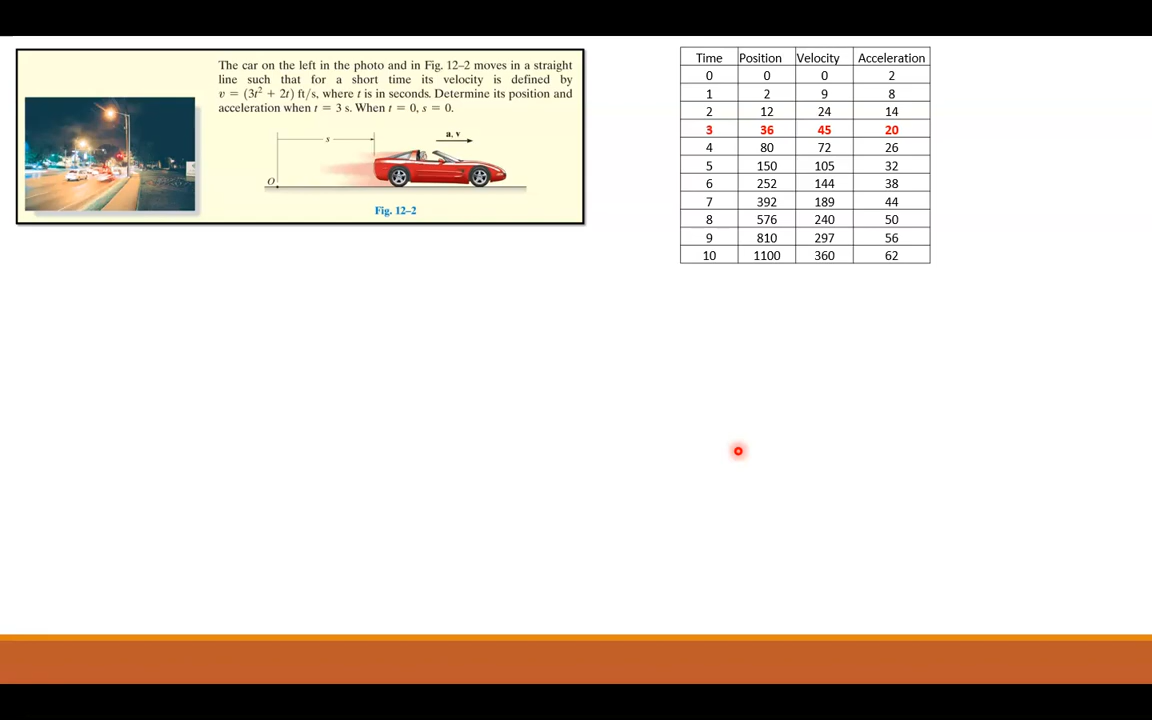 The car on the left in the photo and in Fig. 12–2 moves in a straight
line such that for a short time its velocity is defined by
v = (3t² + 2t) ft/s, where t is in seconds. Determine its position and
acceleration when t = 3 s. When t = 0, s = 0.
s
a, v
O
Fig. 12–2
Time Position Velocity Acceleration
0 0 0 2
1 2 9 8
2 12 24 14
3 36 45 20
4 80 72 26
5 150 105 32
6 252 144 38
7 392 189 44
8 576 240 50
9 810 297 56
10 1100 360 62